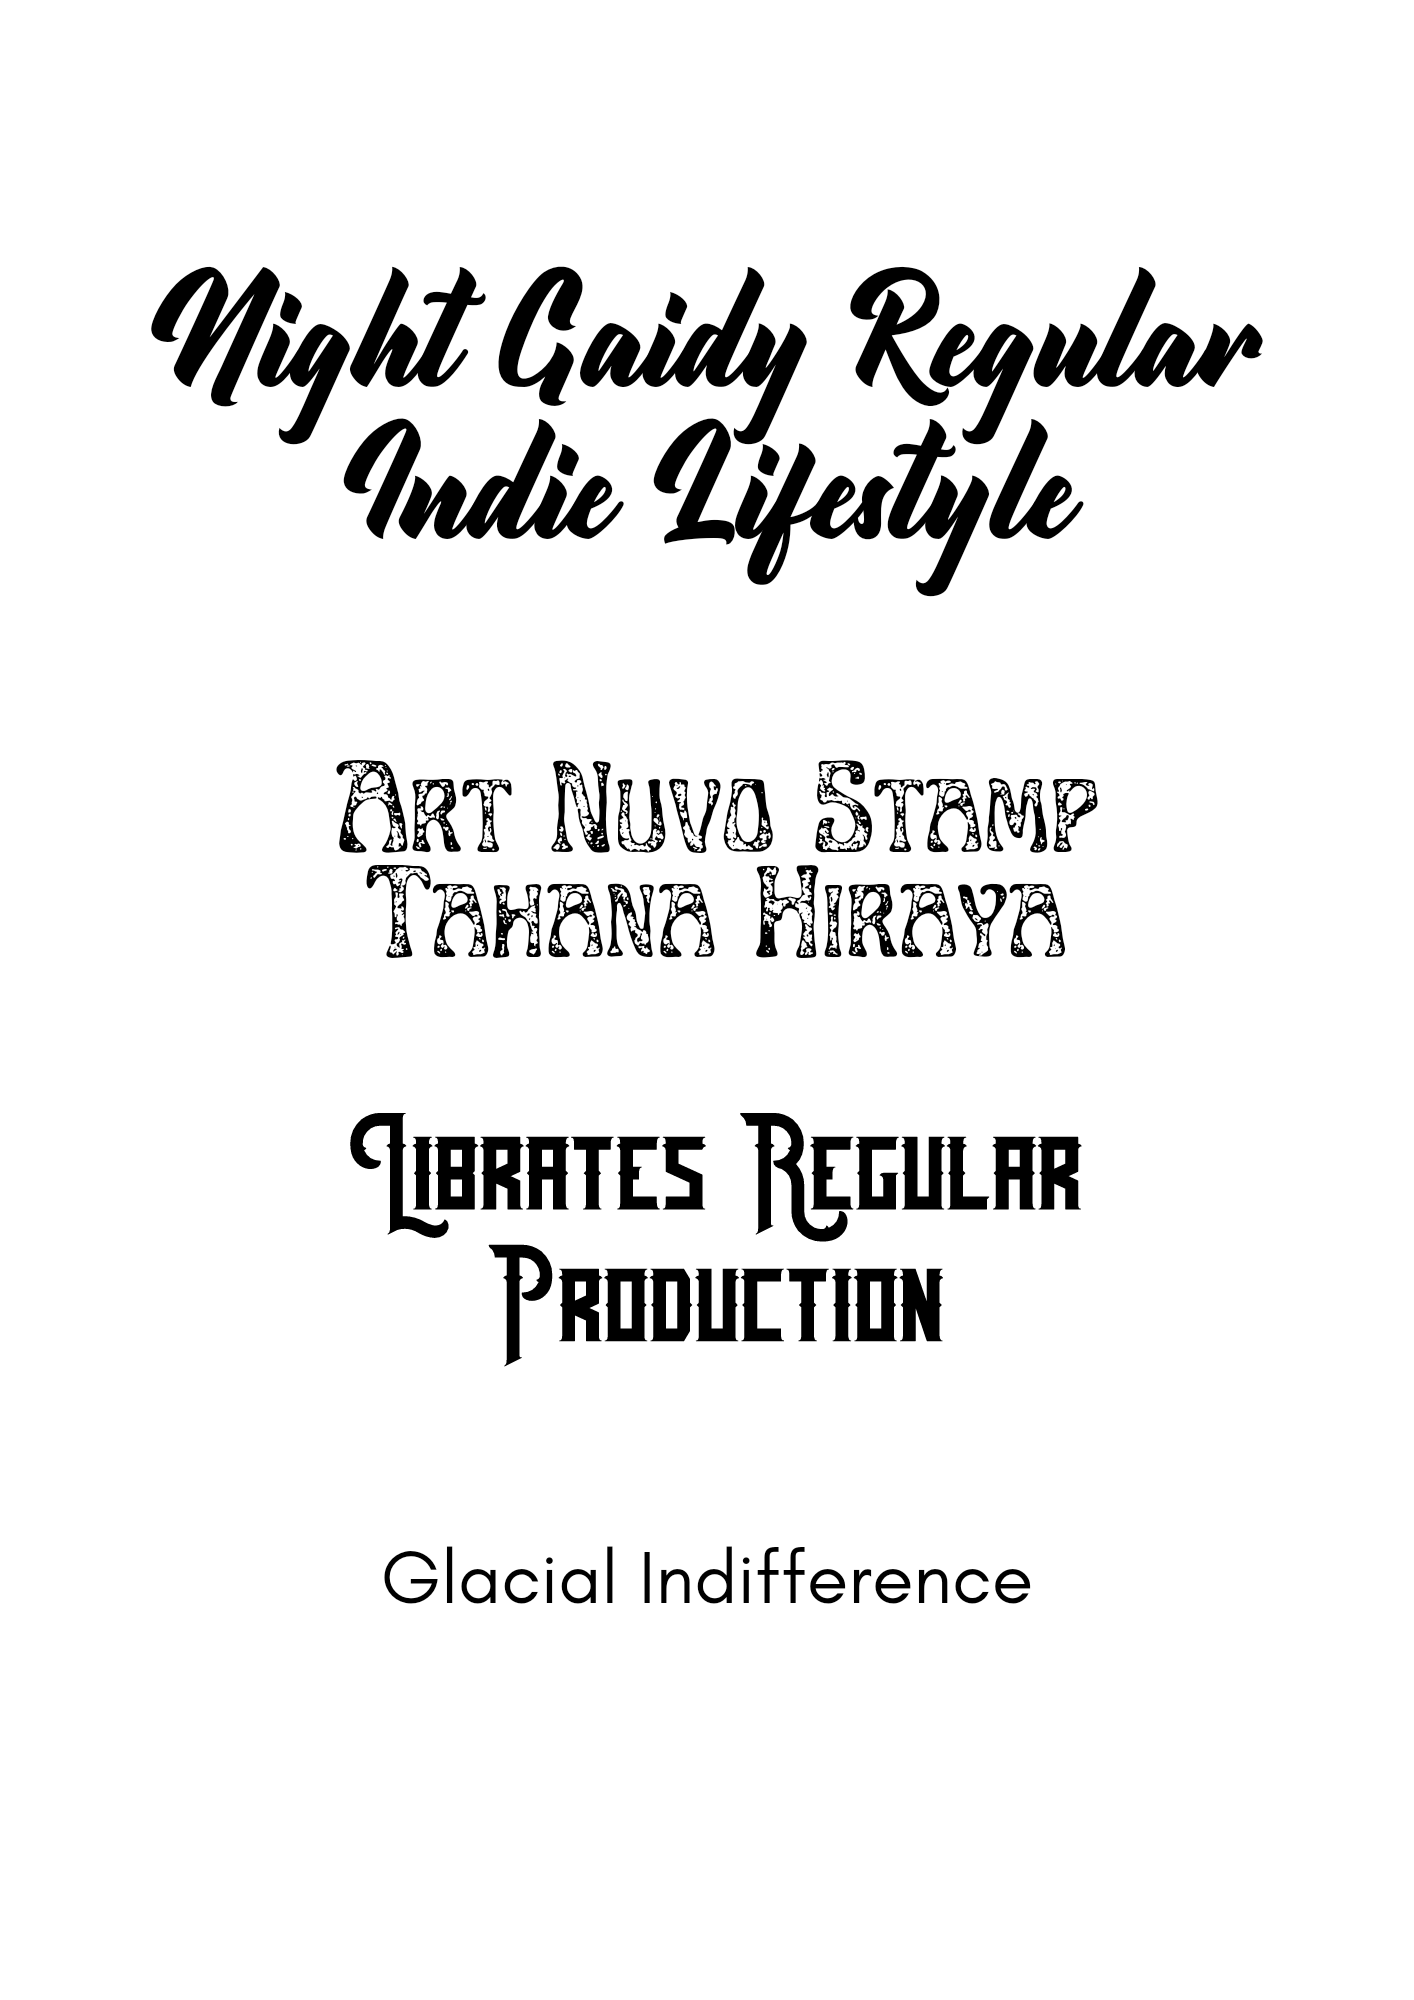 Night Gaidy Regular
Indie Lifestyle
Art Nuvo Stamp
Tahana Hiraya
Librates Regular
Production
Glacial Indifference